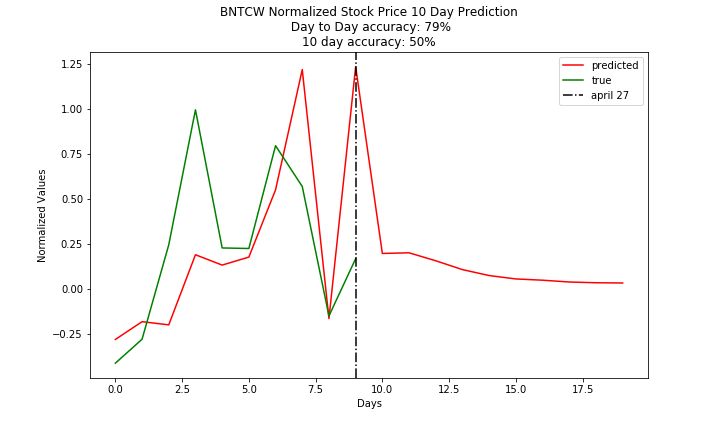 BNTCW Normalized Stock Price 10 Day Prediction
Day to Day accuracy: 79%
10 day accuracy: 50%
predicted
true
april 27
Normalized Values
1.25
1.00
0.75
0.50
0.25
0.00
−0.25
0.0 2.5 5.0 7.5 10.0 12.5 15.0 17.5
Days